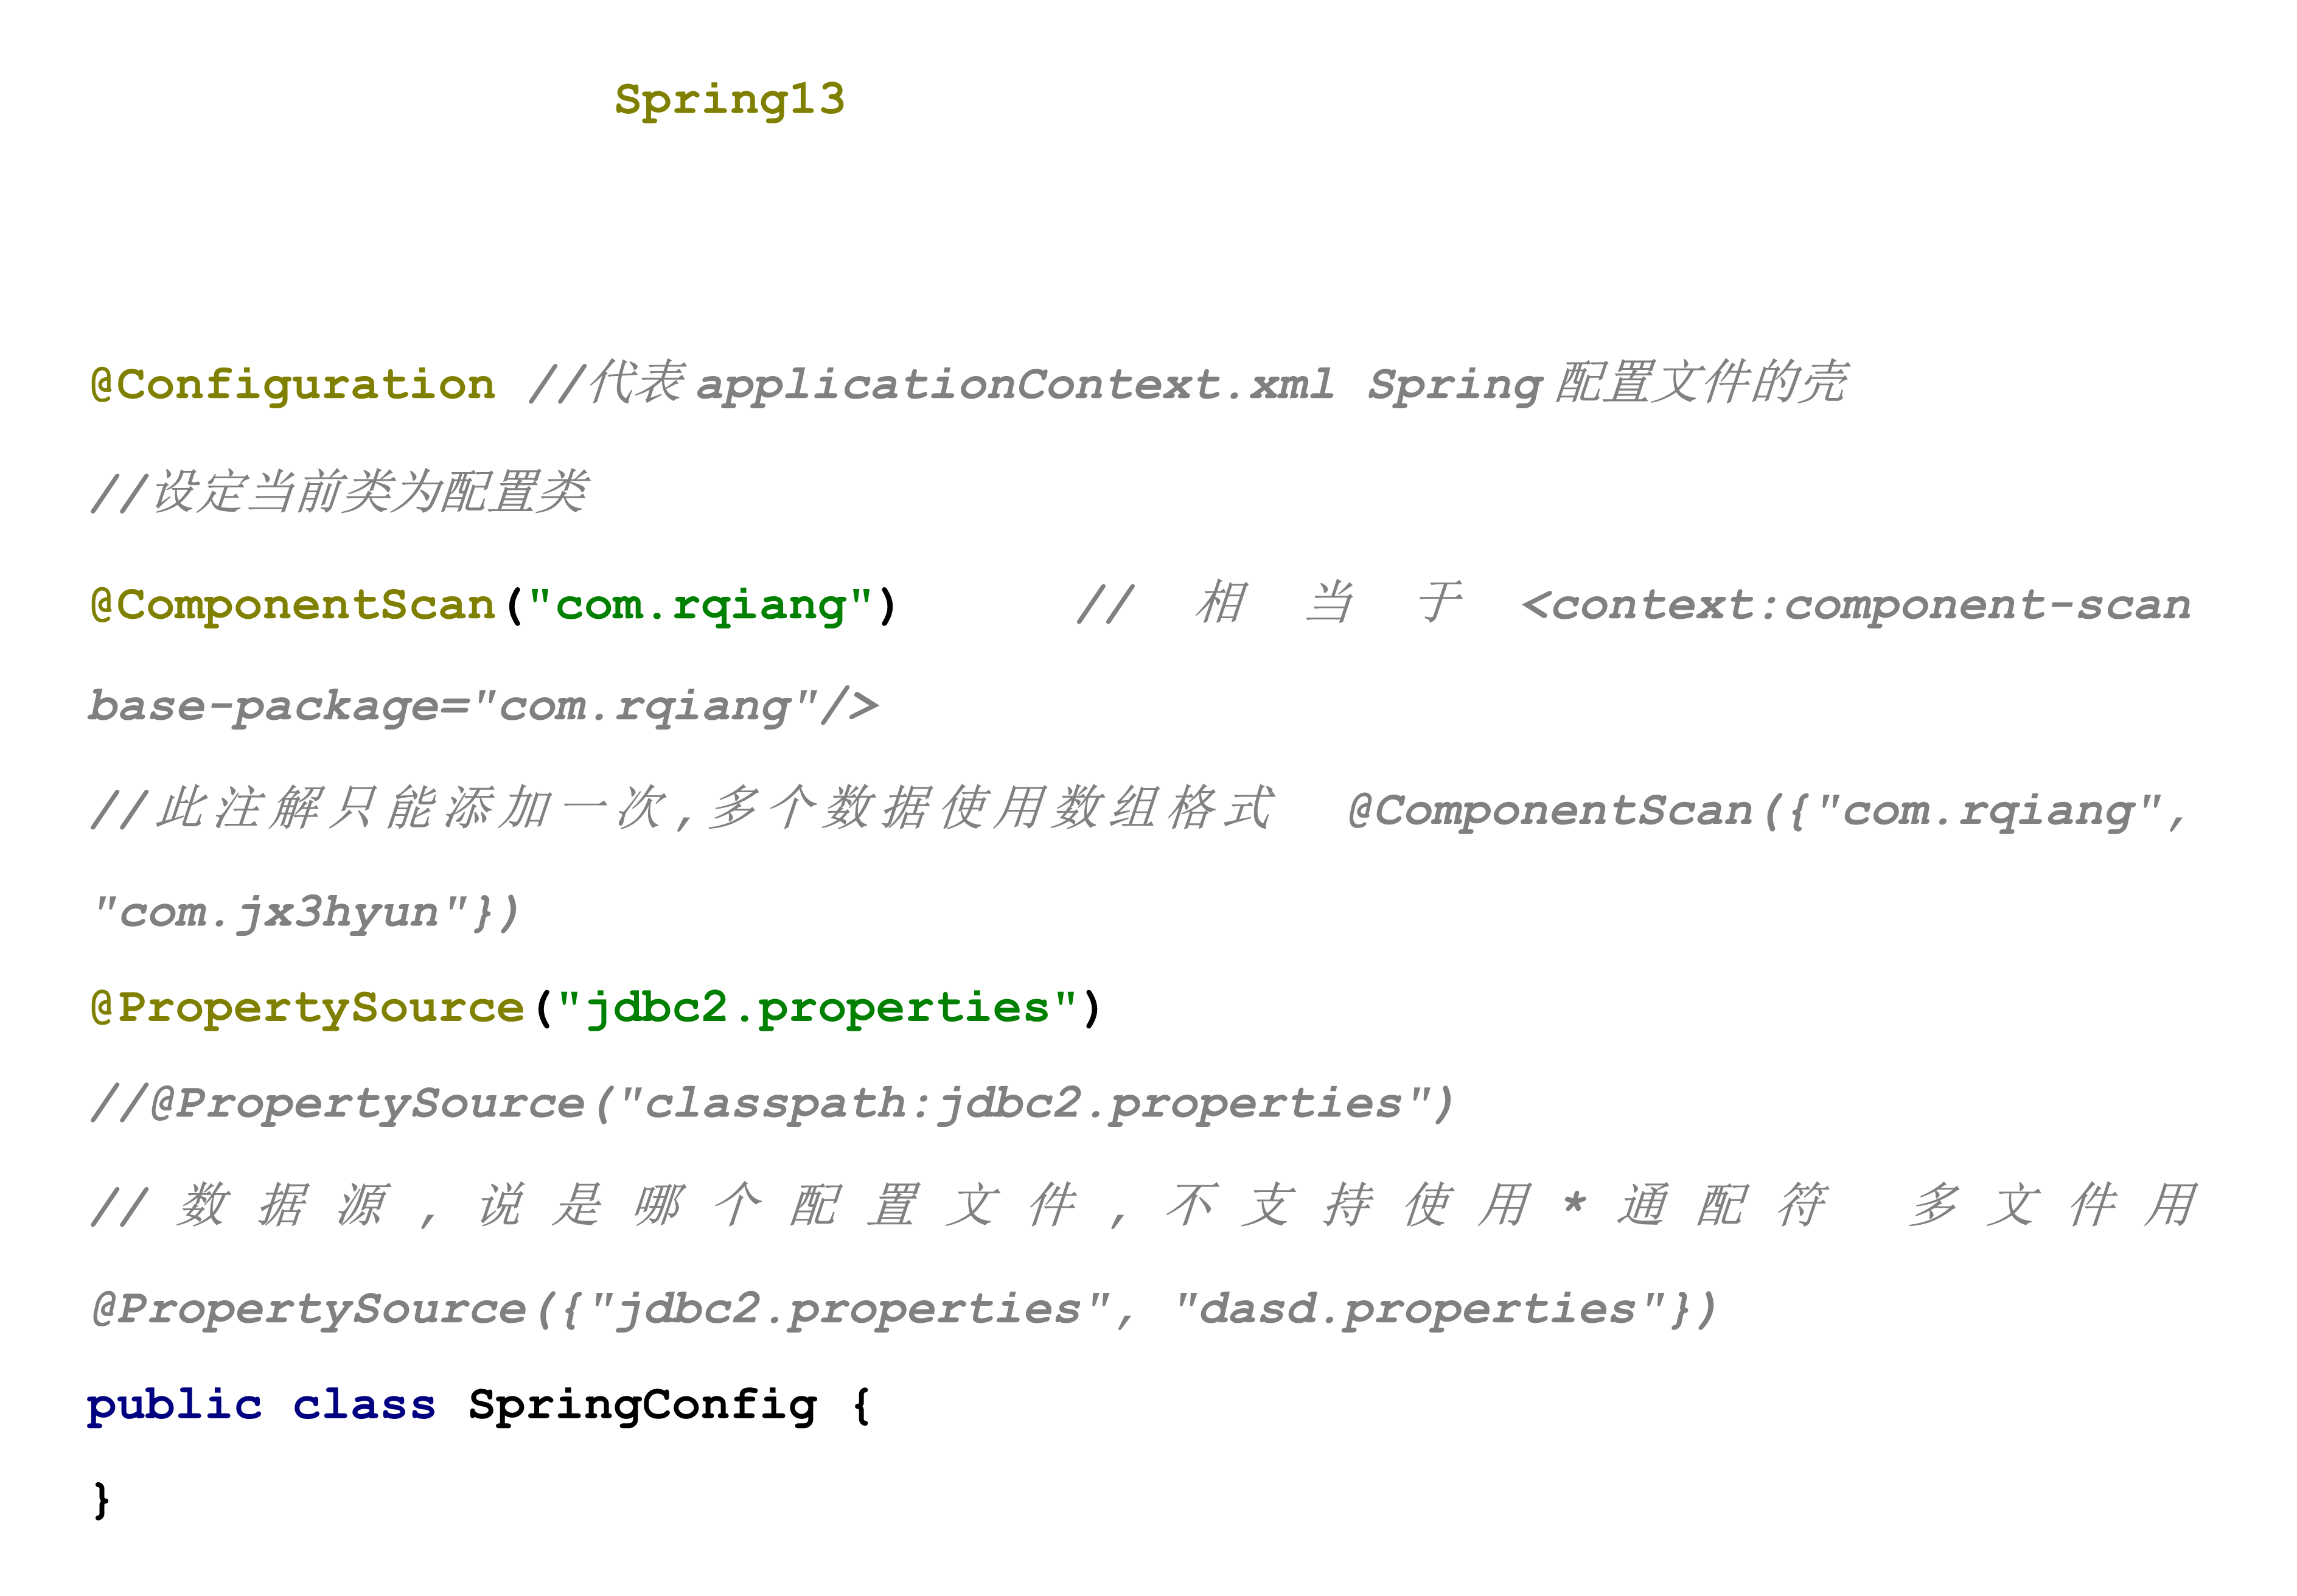 Spring13
@Configuration //代表applicationContext.xml Spring配置文件的壳
//设定当前类为配置类
@ComponentScan("com.rqiang") //相当于<context:component-scan
base-package="com.rqiang"/>
//此注解只能添加一次,多个数据使用数组格式 @ComponentScan({"com.rqiang",
"com.jx3hyun"})
@PropertySource("jdbc2.properties")
//@PropertySource("classpath:jdbc2.properties")
//数据源,说是哪个配置文件,不支持使用*通配符 多文件用
@PropertySource({"jdbc2.properties", "dasd.properties"})
public class SpringConfig {
}